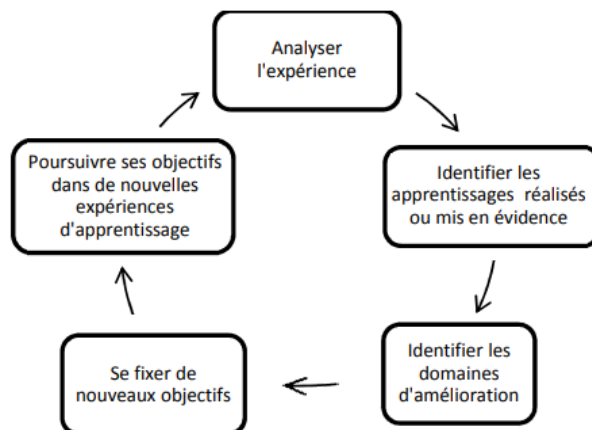 Analyser
l'expérience
Identifier les
apprentissages réalisés
ou mis en évidence
Identifier les
domaines
d'amélioration
Se fixer de
nouveaux objectifs
Poursuivre ses objectifs
dans de nouvelles
expériences
d'apprentissage